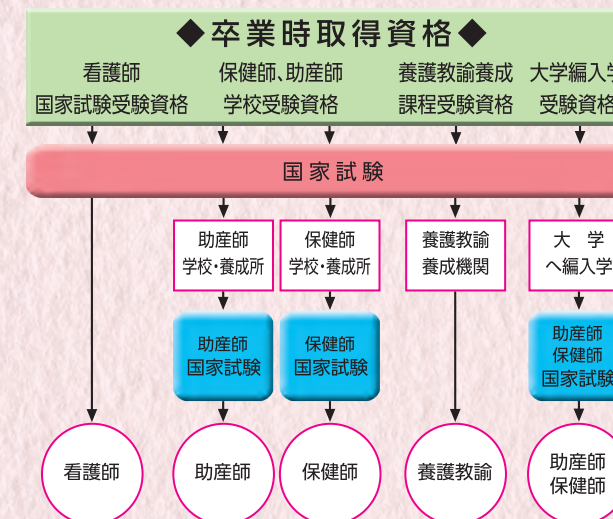 ◆卒業時取得資格◆
看護師
国家試験受験資格
保健師、助産師
学校受験資格
養護教諭養成
課程受験資格
大学編入学
受験資格
国家試験
助産師
学校・養成所
保健師
学校・養成所
養護教諭
養成機関
大　学
へ編入学
助産師
国家試験
保健師
国家試験
助産師
保健師
国家試験
看護師
助産師
保健師
養護教諭
助産師
保健師